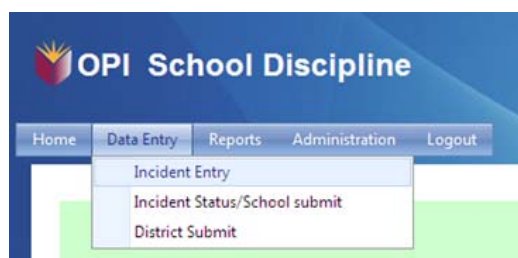 OPI School Discipline
Home Data Entry Reports Administration Logout
Incident Entry
Incident Status/School submit
District Submit